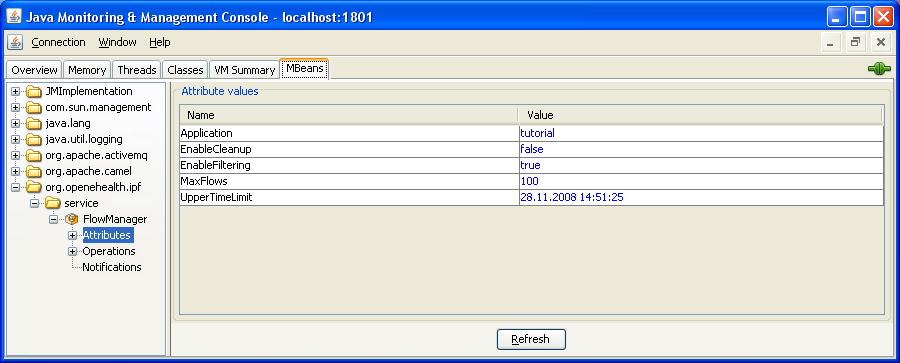 Java Monitoring & Management Console - localhost:1801
Connection Window Help
Overview Memory Threads Classes VM Summary MBeans
JMImplementation
com.sun.management
java.lang
java.util.logging
org.apache.activemq
org.apache.camel
org.openehealth.ipf
service
FlowManager
Attributes
Operations
Notifications
Attribute values
Name Value
Application tutorial
EnableCleanup false
EnableFiltering true
MaxFlows 100
UpperTimeLimit 28.11.2008 14:51:25
Refresh